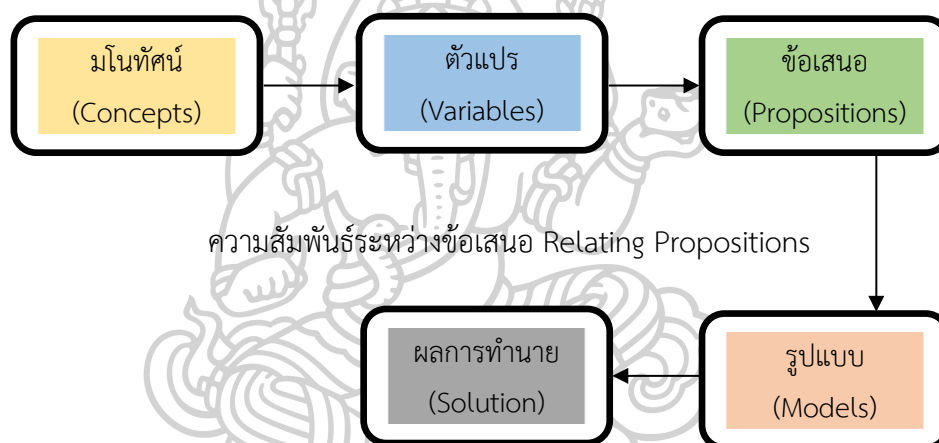 มโนทัศน์
(Concepts)
ตัวแปร
(Variables)
ข้อเสนอ
(Propositions)
ความสัมพันธ์ระหว่างข้อเสนอ Relating Propositions
ผลการทำนาย
(Solution)
รูปแบบ
(Models)